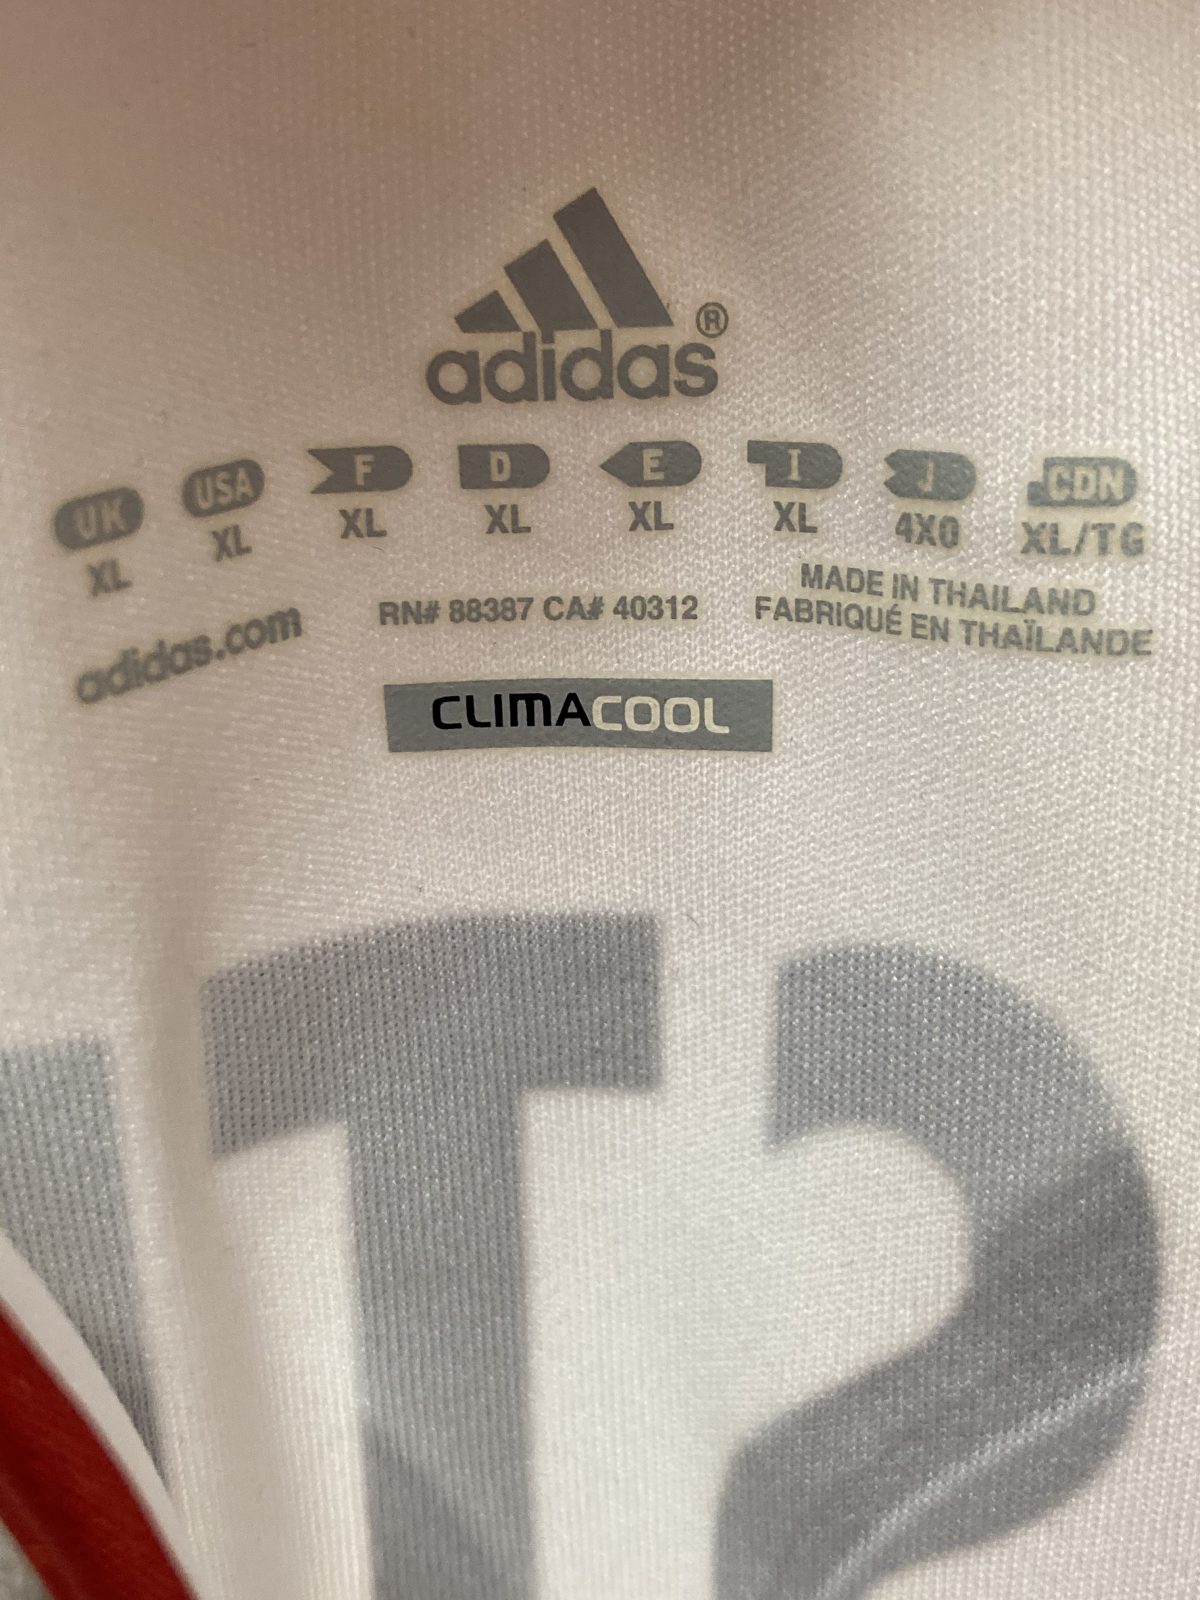 adidas®
UK USA F D E I J CDN
XL XL XL XL XL XL 4XO XL/TG
adidas.com
RN# 88387 CA# 40312
MADE IN THAILAND
FABRIQUÉ EN THAÏLANDE
CLIMACOOL